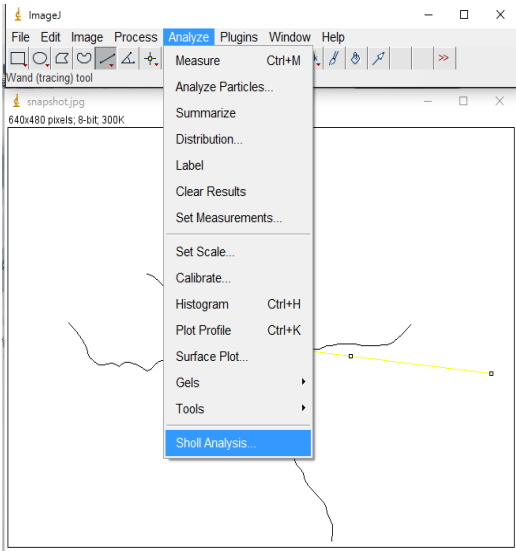 ImageJ
File Edit Image Process Analyze Plugins Window Help
>>
Wand (tracing) tool
snapshot.jpg
640x480 pixels; 8-bit; 300K
Measure Ctrl+M
Analyze Particles...
Summarize
Distribution...
Label
Clear Results
Set Measurements...
Set Scale...
Calibrate...
Histogram Ctrl+H
Plot Profile Ctrl+K
Surface Plot...
Gels
Tools
Sholl Analysis...